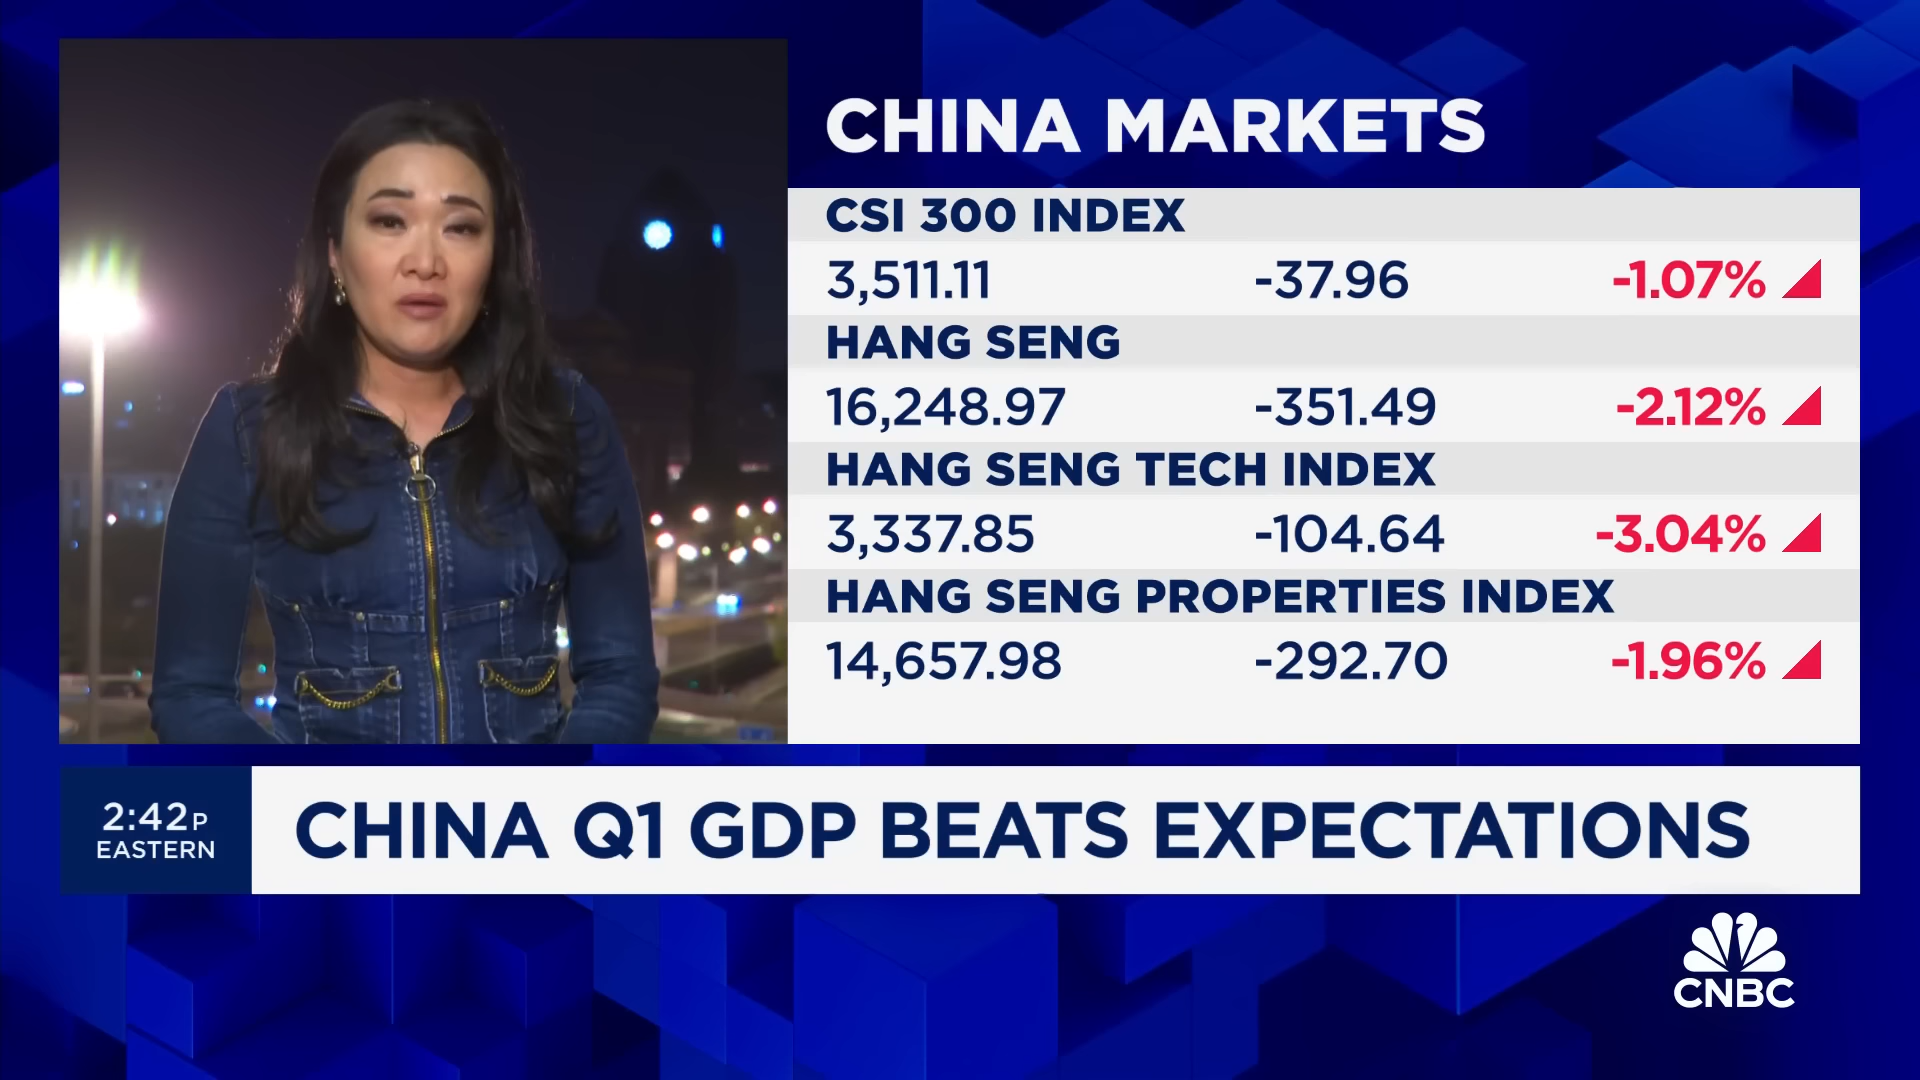 CHINA MARKETS
CSI 300 INDEX
3,511.11 -37.96 -1.07%
HANG SENG
16,248.97 -351.49 -2.12%
HANG SENG TECH INDEX
3,337.85 -104.64 -3.04%
HANG SENG PROPERTIES INDEX
14,657.98 -292.70 -1.96%
2:42P
EASTERN
CHINA Q1 GDP BEATS EXPECTATIONS
CNBC